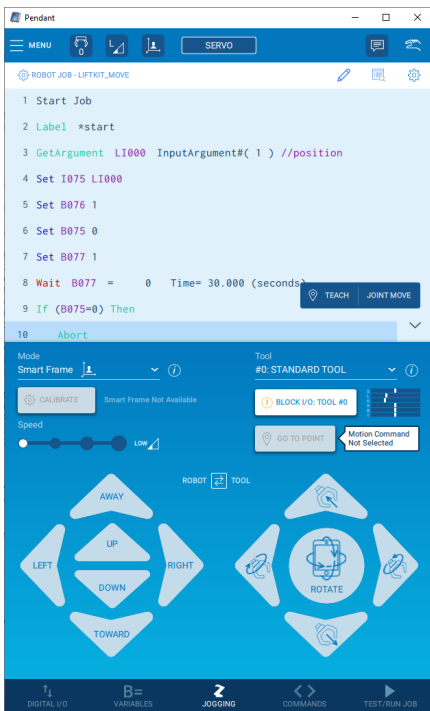 Pendant
MENU 0 L SERVO
ROBOT JOB - LIFTKIT_MOVE
1 Start Job
2 Label *start
3 GetArgument LI000 InputArgument#( 1 ) //position
4 Set I075 LI000
5 Set B076 1
6 Set B075 0
7 Set B077 1
8 Wait B077 = 0 Time= 30.000 (seconds)
TEACH JOINT MOVE
9 If (B075=0) Then
10 Abort
Mode Tool
Smart Frame #0: STANDARD TOOL
CALIBRATE Smart Frame Not Available BLOCK I/O: TOOL #0
S L U R B T
Speed
LOW
GO TO POINT Motion Command
Not Selected
ROBOT TOOL
AWAY
UP
LEFT RIGHT
DOWN
ROTATE
TOWARD
DIGITAL I/O B= VARIABLES JOGGING COMMANDS TEST/RUN JOB